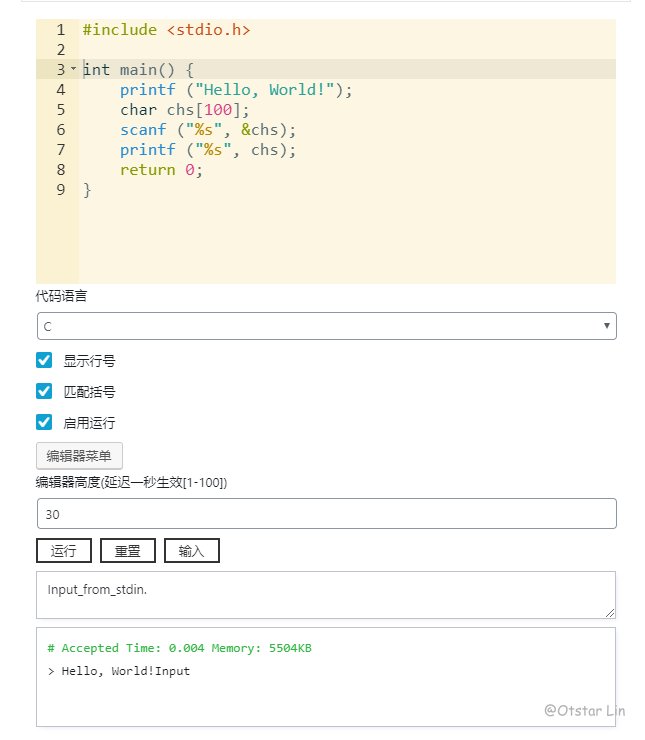 1 #include <stdio.h>
2
3 int main() {
4 printf ("Hello, World!");
5 char chs[100];
6 scanf ("%s", &chs);
7 printf ("%s", chs);
8 return 0;
9 }
代码语言
C
显示行号
匹配括号
启用运行
编辑器菜单
编辑器高度(延迟一秒生效[1-100])
30
运行 重置 输入
Input_from_stdin.
# Accepted Time: 0.004 Memory: 5504KB
> Hello, World!Input
@Otstar Lin